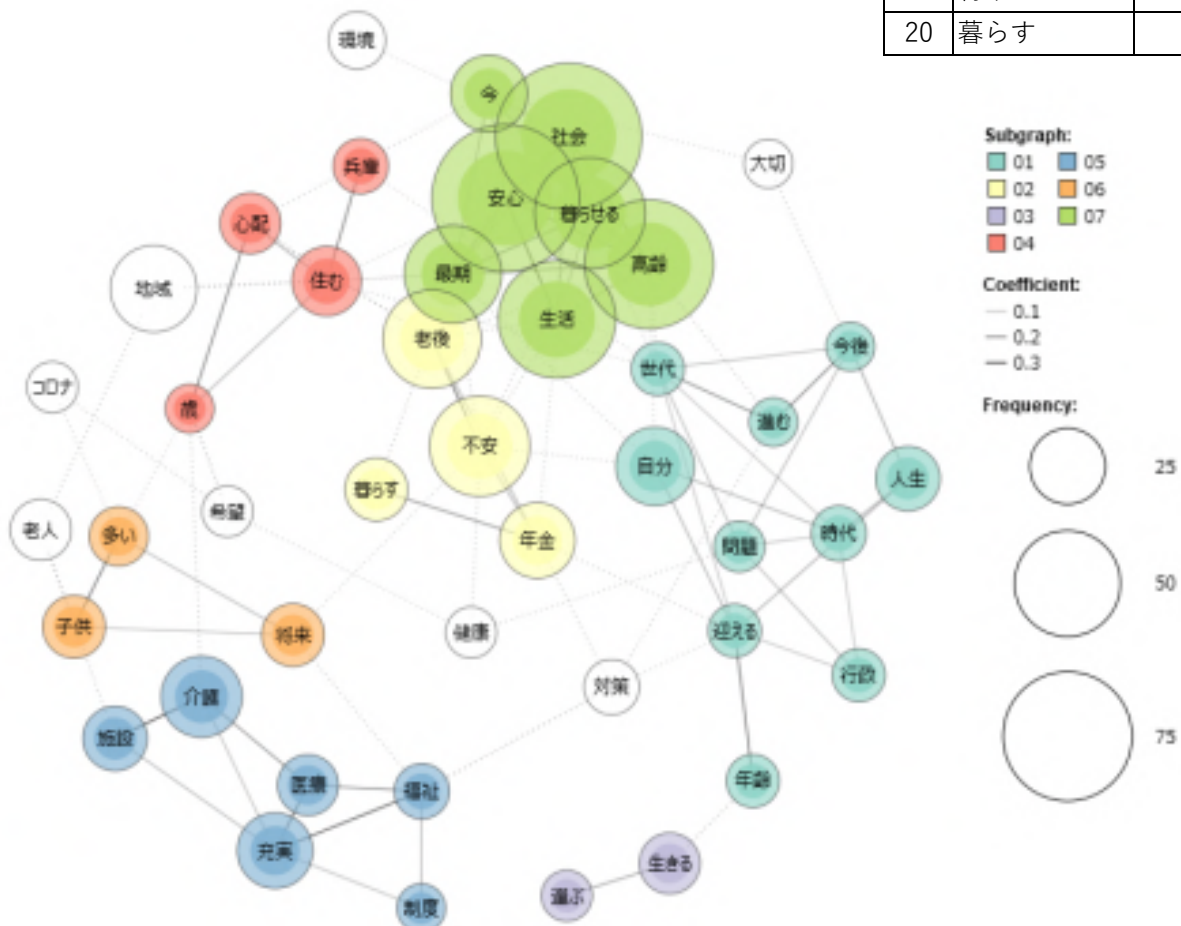 20 暮らす
環境
今
社会
兵庫
大切
安心
暮らせる
心配
高齢
住む
最期
地域
生活
老後
今後
世代
コロナ
歳
進む
不安
自分
人生
暮らす
希望
老人
多い
年金
時代
問題
子供
将来
健康
迎える
行政
対策
介護
施設
医療
福祉
年齢
充実
生きる
選ぶ
制度
Subgraph:
01 05
02 06
03 07
04
Coefficient:
0.1
0.2
0.3
Frequency:
25
50
75